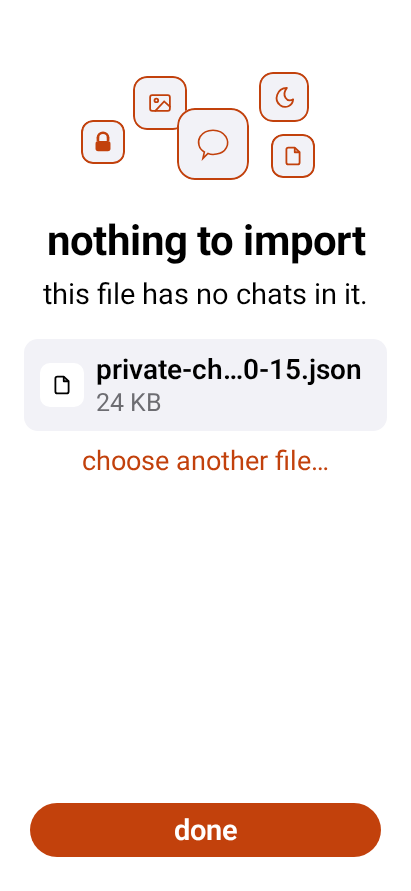 nothing to import
this file has no chats in it.
private-ch...0-15.json
24 KB
choose another file...
done